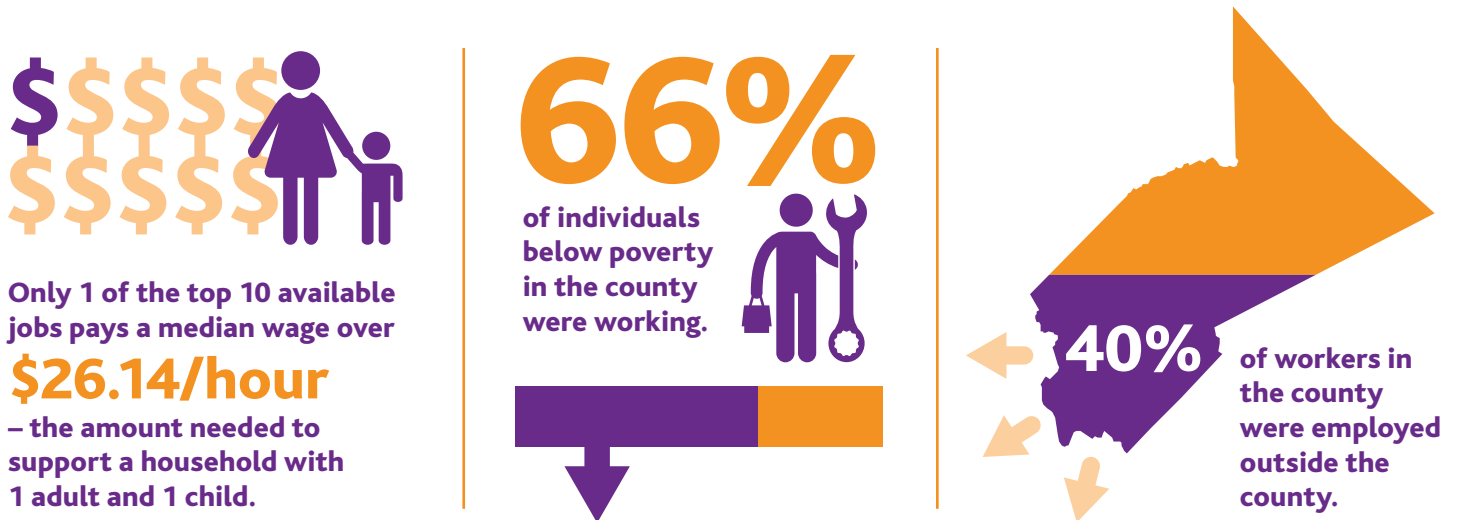 $ $ $ $ $
$ $ $ $ $
Only 1 of the top 10 available
jobs pays a median wage over
$26.14/hour
– the amount needed to
support a household with
1 adult and 1 child.
66%
of individuals
below poverty
in the county
were working.
40%
of workers in
the county
were employed
outside the
county.